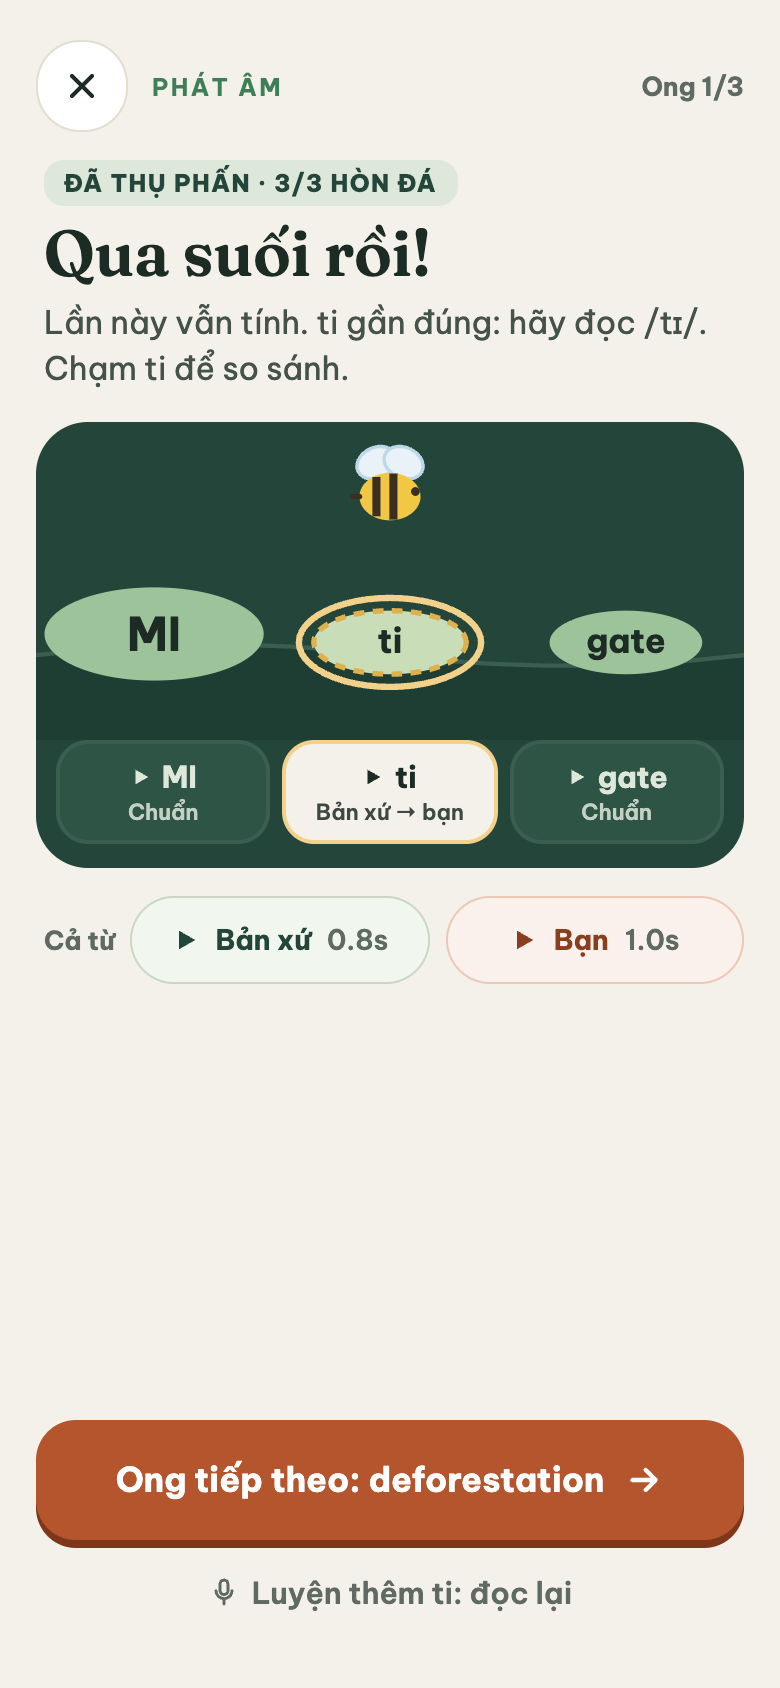 PHÁT ÂM
Ong 1/3
ĐÃ THỤ PHẤN · 3/3 HÒN ĐÁ
Qua suối rồi!
Lần này vẫn tính. ti gần đúng: hãy đọc /tɪ/.
Chạm ti để so sánh.
MI
ti
gate
MI
Chuẩn
ti
Bản xứ → bạn
gate
Chuẩn
Cả từ
Bản xứ 0.8s
Bạn 1.0s
Ong tiếp theo: deforestation →
Luyện thêm ti: đọc lại